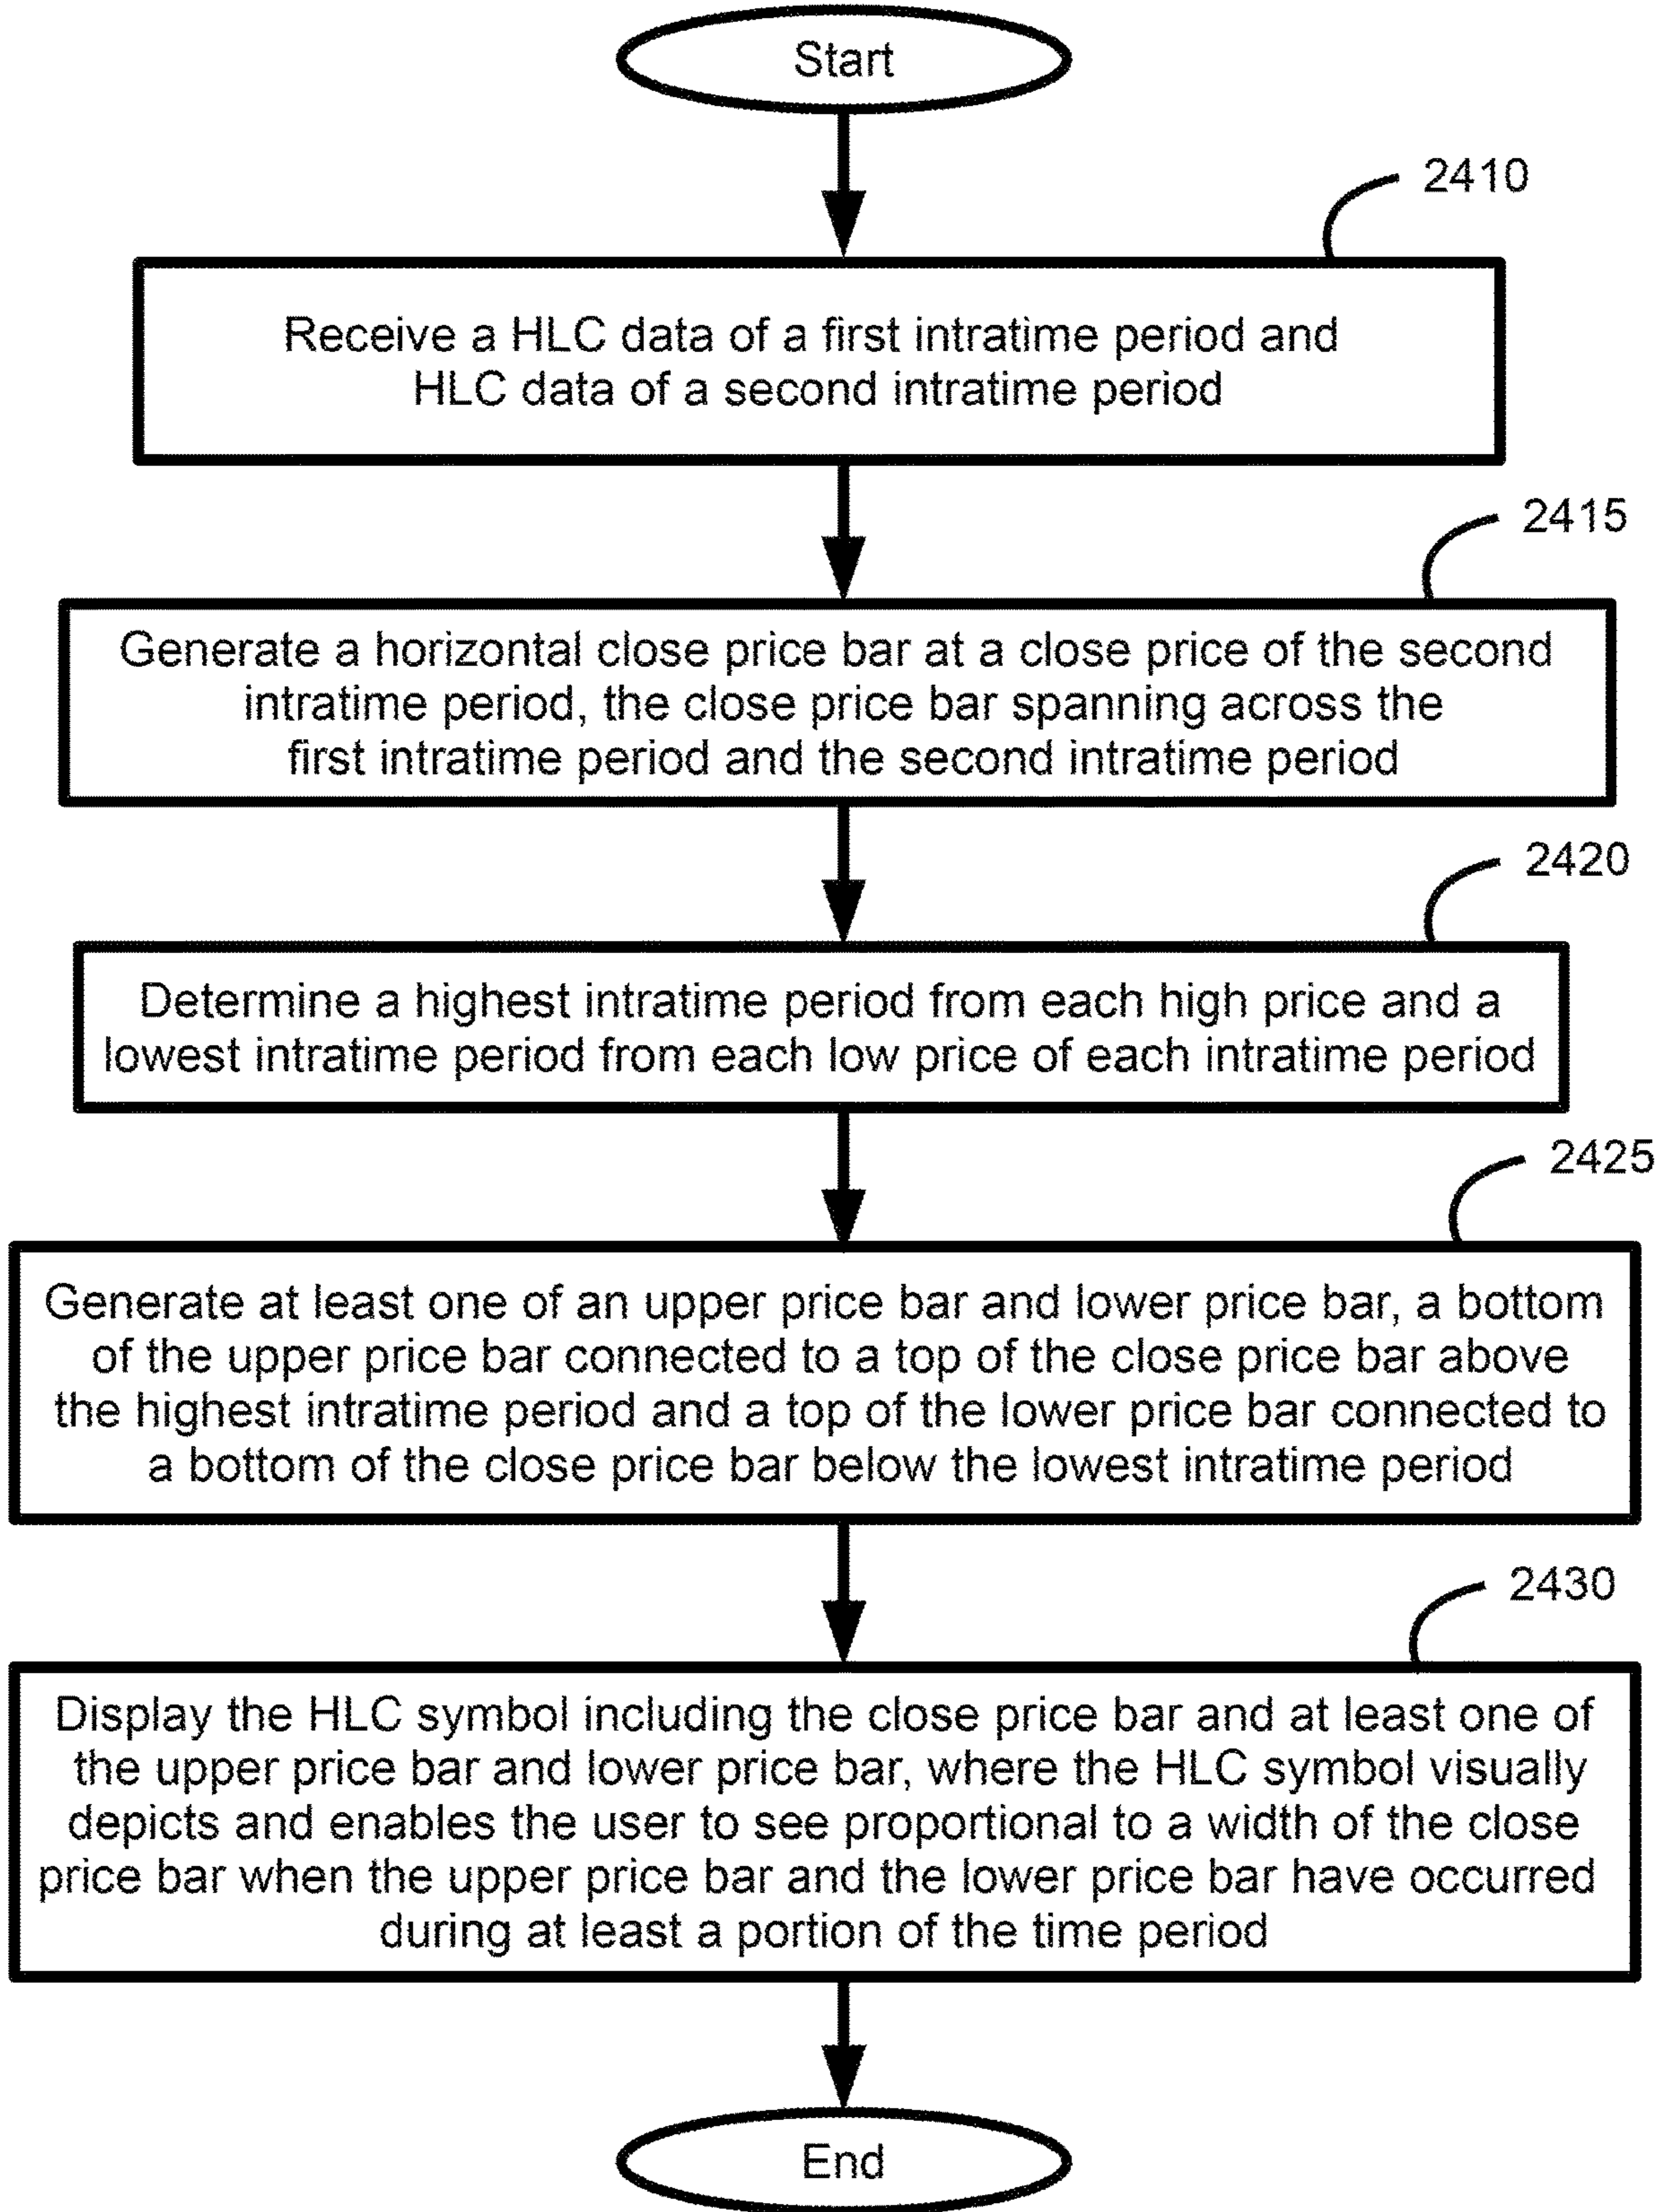 Start
2410
Receive a HLC data of a first intratime period and
HLC data of a second intratime period
2415
Generate a horizontal close price bar at a close price of the second
intratime period, the close price bar spanning across the
first intratime period and the second intratime period
2420
Determine a highest intratime period from each high price and a
lowest intratime period from each low price of each intratime period
2425
Generate at least one of an upper price bar and lower price bar, a bottom
of the upper price bar connected to a top of the close price bar above
the highest intratime period and a top of the lower price bar connected to
a bottom of the close price bar below the lowest intratime period
2430
Display the HLC symbol including the close price bar and at least one of
the upper price bar and lower price bar, where the HLC symbol visually
depicts and enables the user to see proportional to a width of the close
price bar when the upper price bar and the lower price bar have occurred
during at least a portion of the time period
End